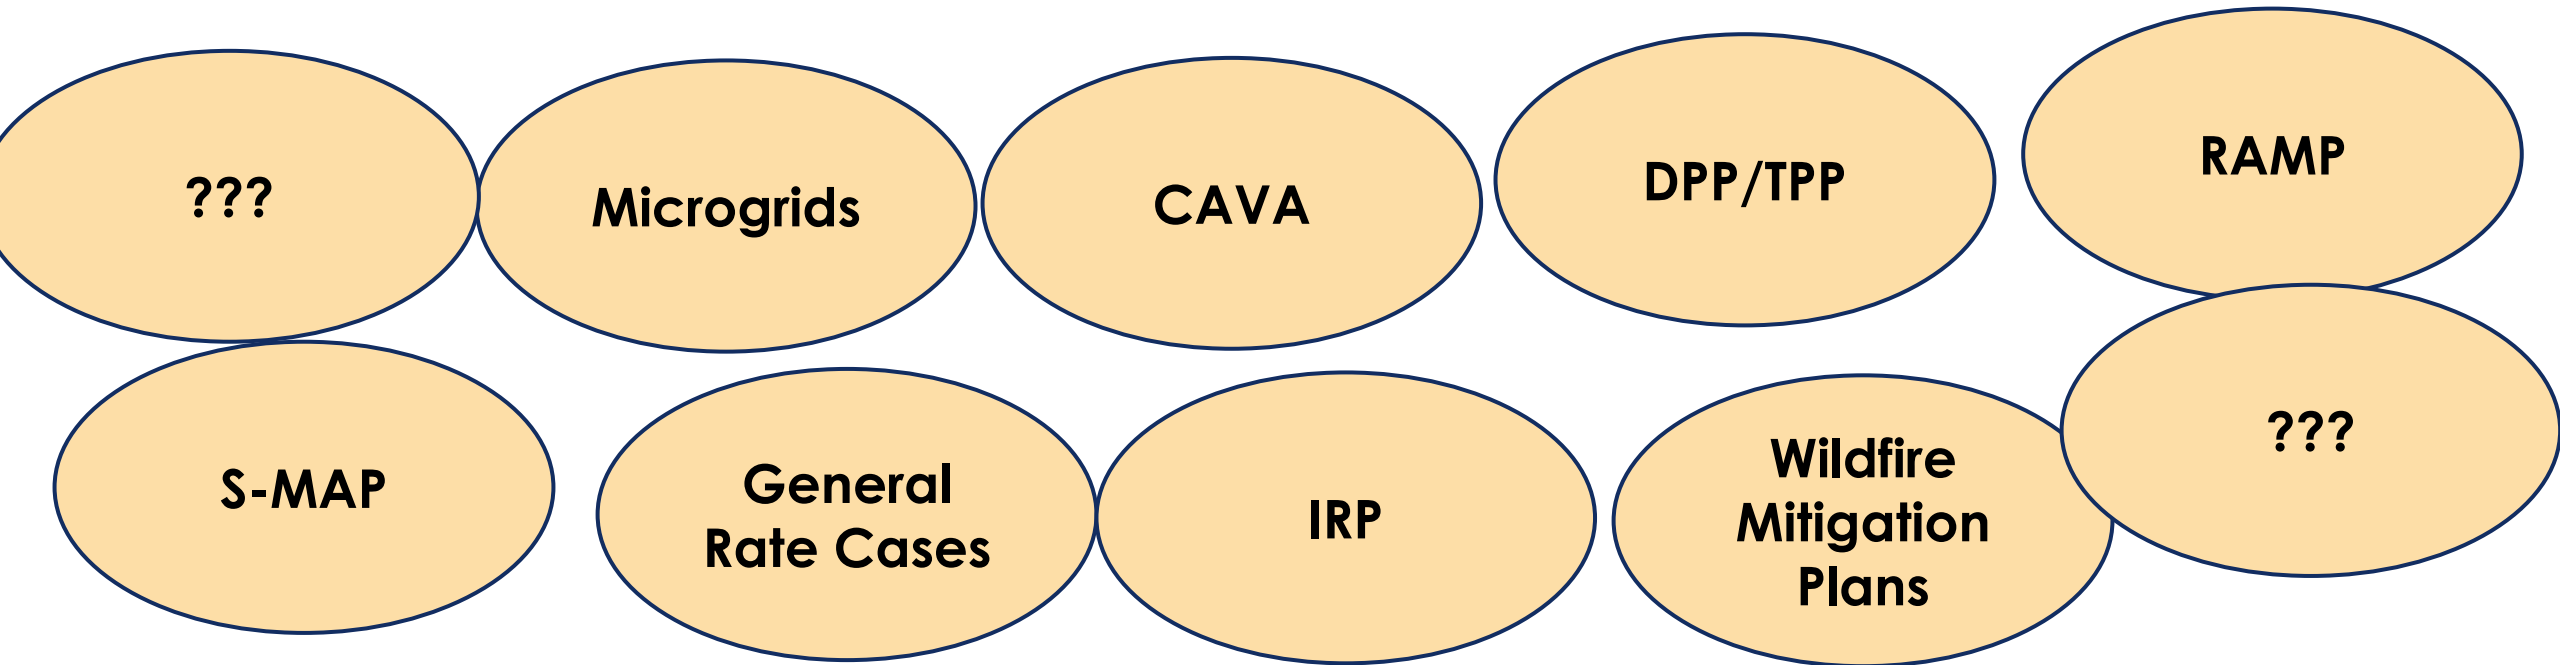 ???
Microgrids
CAVA
DPP/TPP
RAMP
S-MAP
General
Rate Cases
IRP
Wildfire
Mitigation
Plans
???